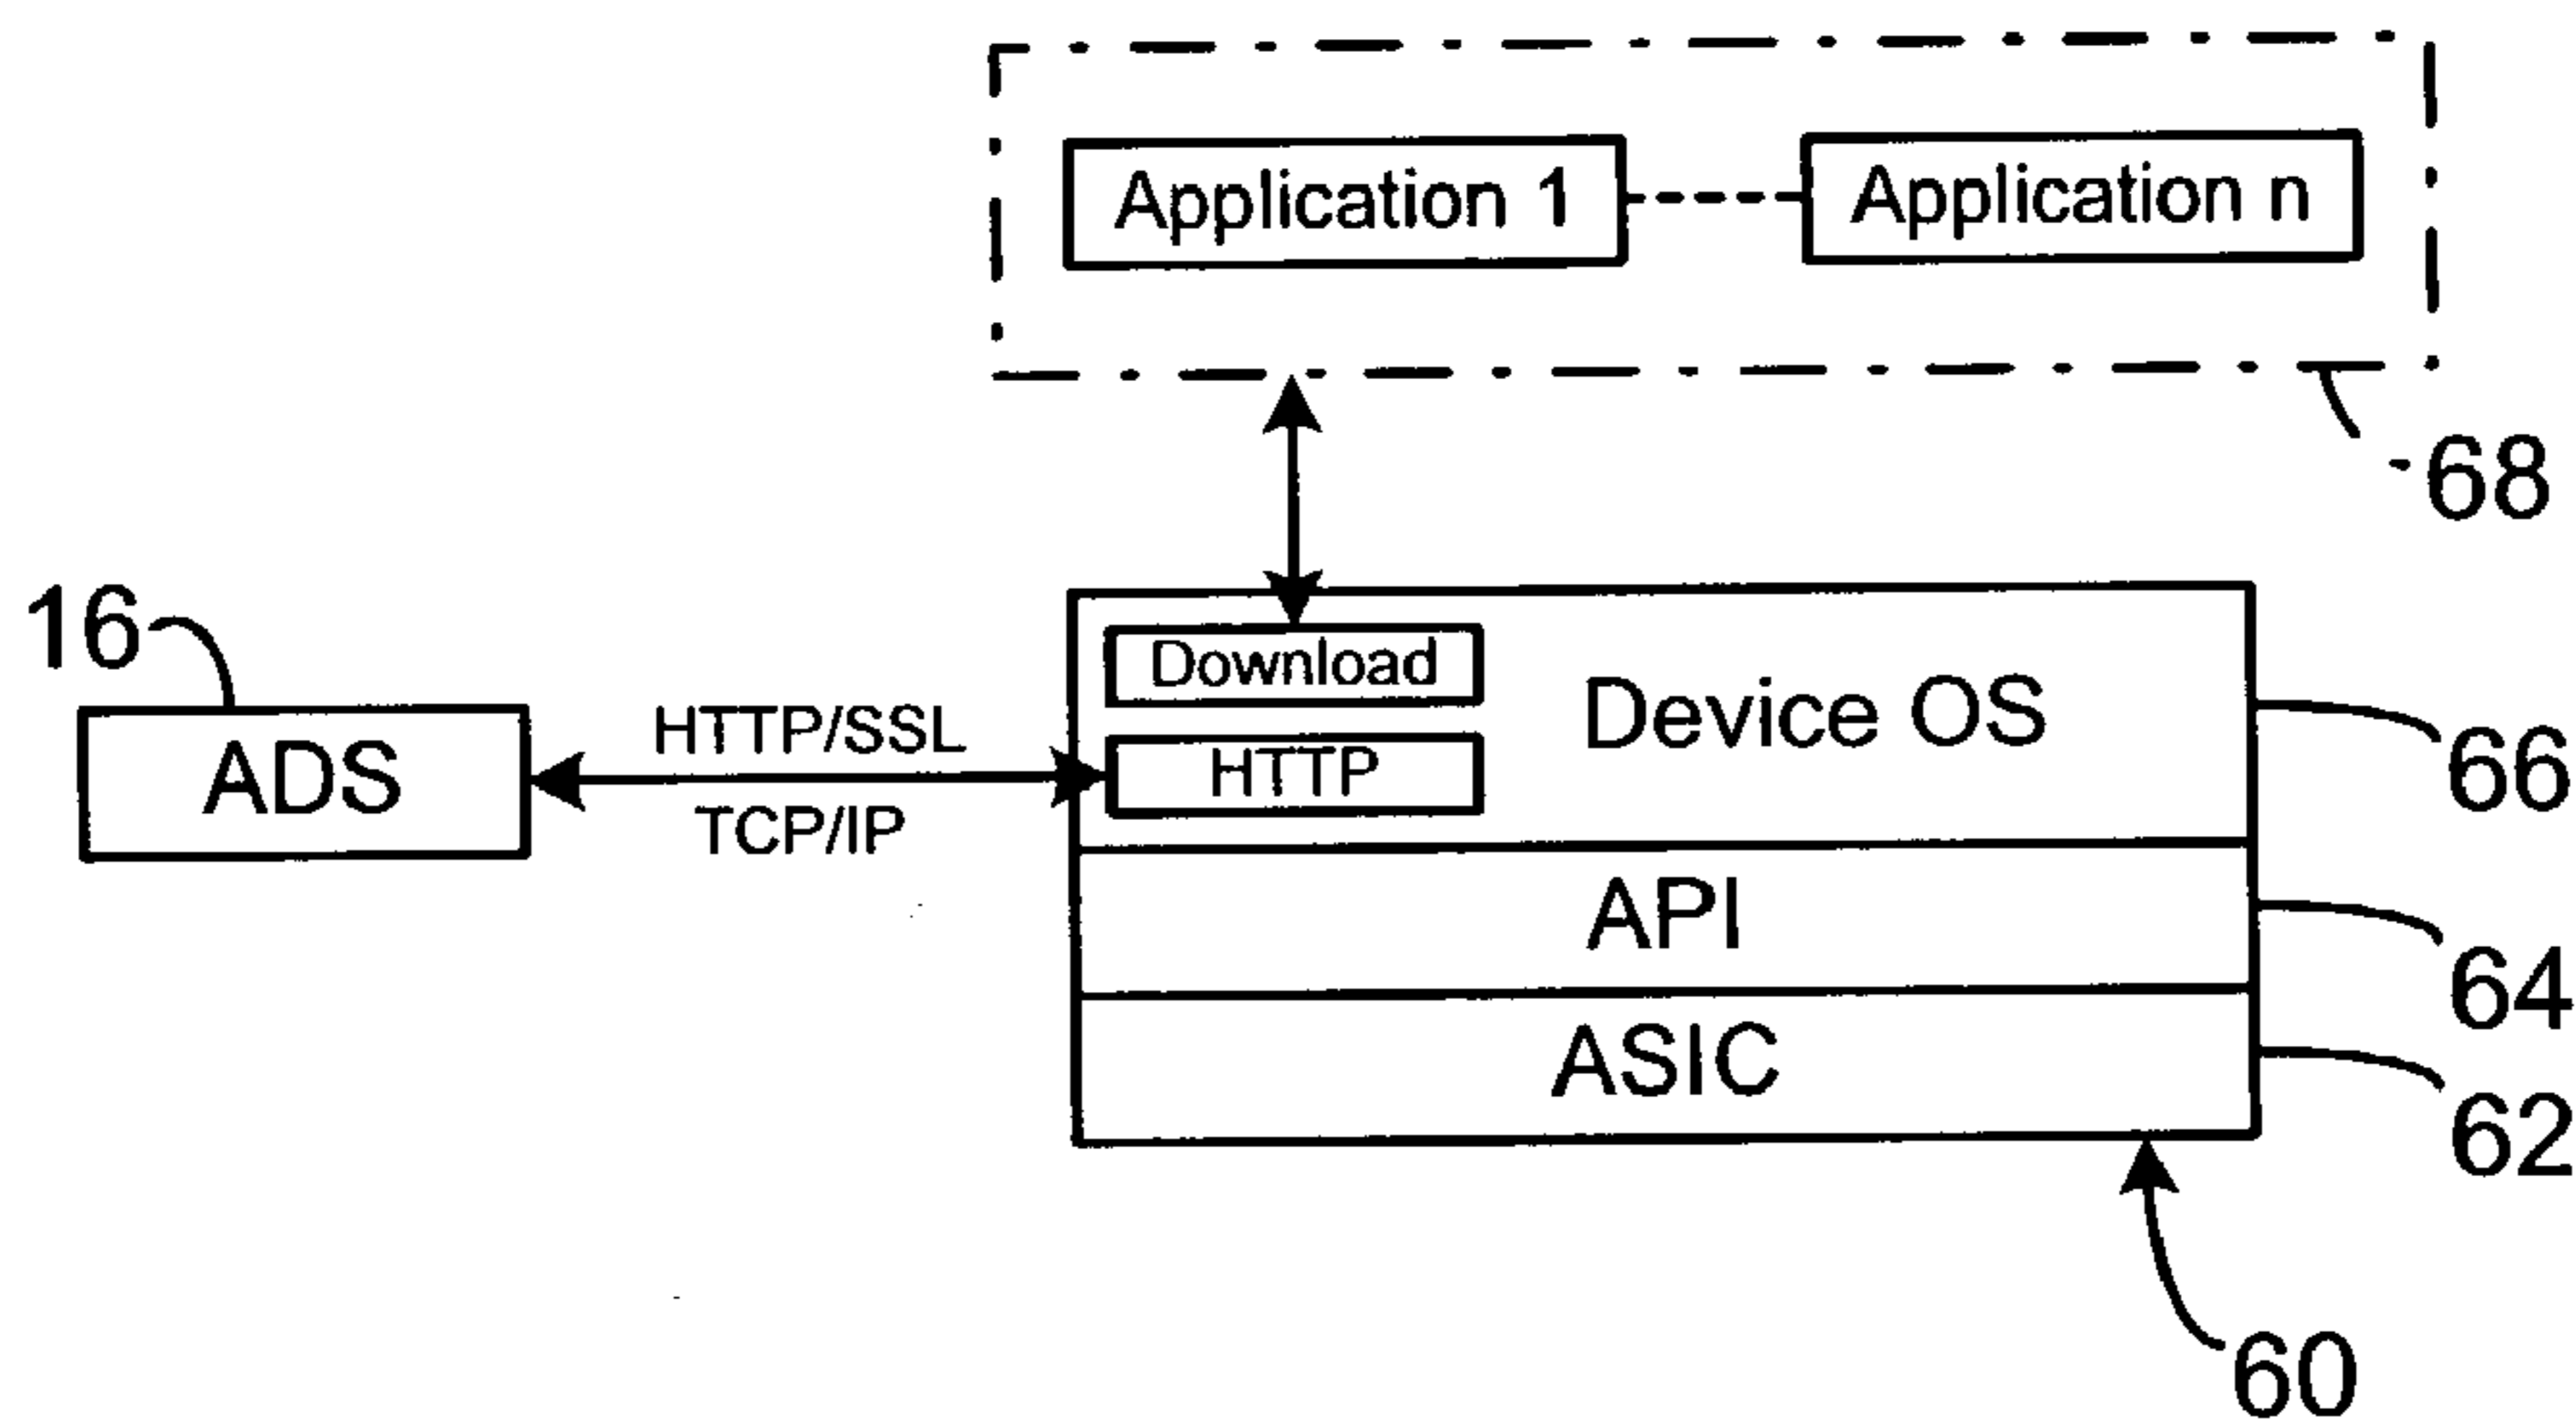 Application 1
Application n
68
16
Download
Device OS
HTTP/SSL
ADS
HTTP
66
TCP/IP
API
64
ASIC
62
60